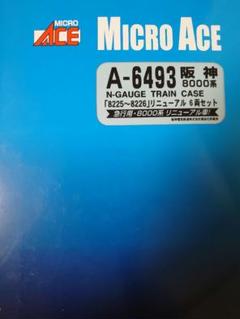 MICRO
ACE
MICRO ACE
A-6493 阪神
8000系
N-GAUGE TRAIN CASE
「8225～8226」リニューアル 6両セット
急行用・8000系 リニューアル車!